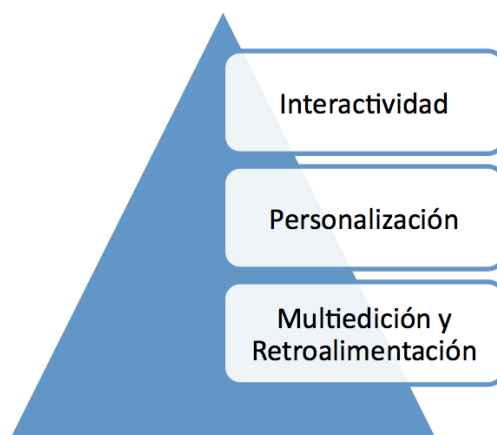 Interactividad
Personalización
Multiedición y
Retroalimentación